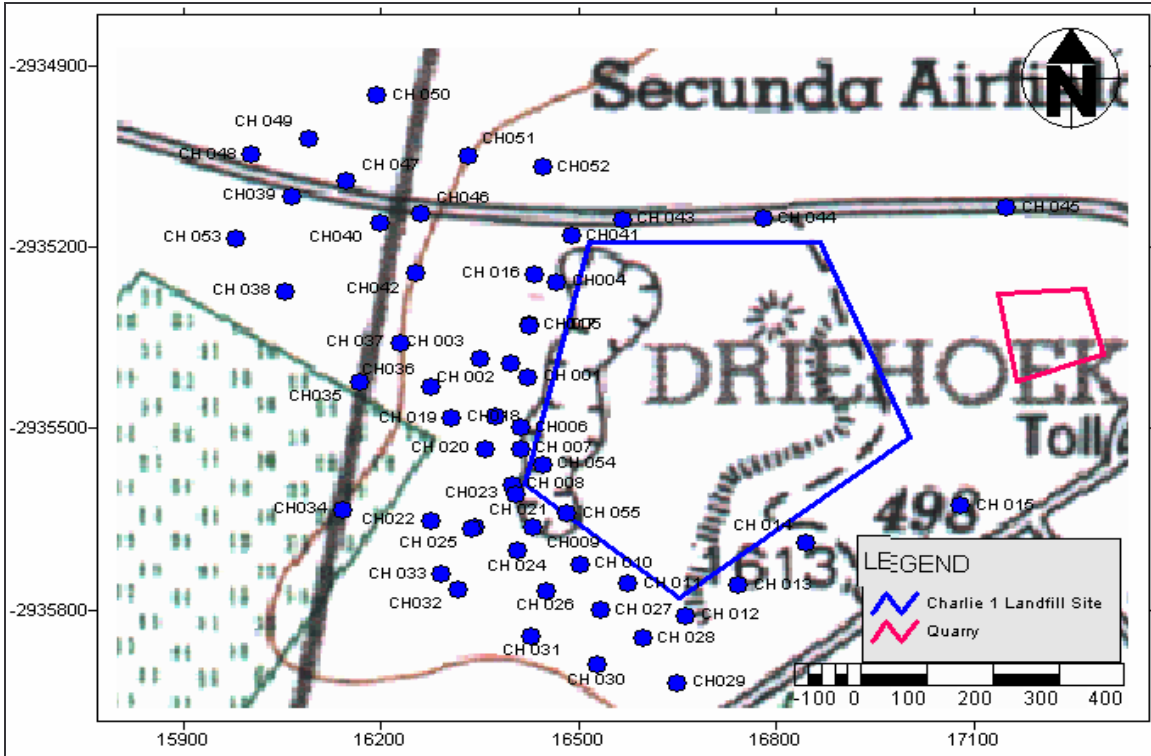 -2934900
Secunda Airfi
N
CH 050
CH 049
CH051
CH 048
CH052
CH 047
CH039
CH046
CH 043
CH 044
CH 045
-2935200
CH 053
CH040
CH041
CH 016
CH004
CH 038
CH042
CH 037
CH 003
DRIEHOEK
CH036
CH 002
CH 001
CH035
CH 019
CH 018
CH006
-2935500
CH 020
CH 007
Toll
CH 054
CH023
CH 008
CH034
CH022
CH 021
CH 055
498
CH 015
CH 025
CH009
CH 014
CH 024
CH 010
613
LEGEND
CH 033
CH 011
CH 013
CH032
CH 026
Charlie 1 Landfill Site
-2935800
CH 027
CH 012
Quarry
CH 031
CH 028
CH 030
CH029
-100 0 100 200 300 400
15900 16200 16500 16800 17100